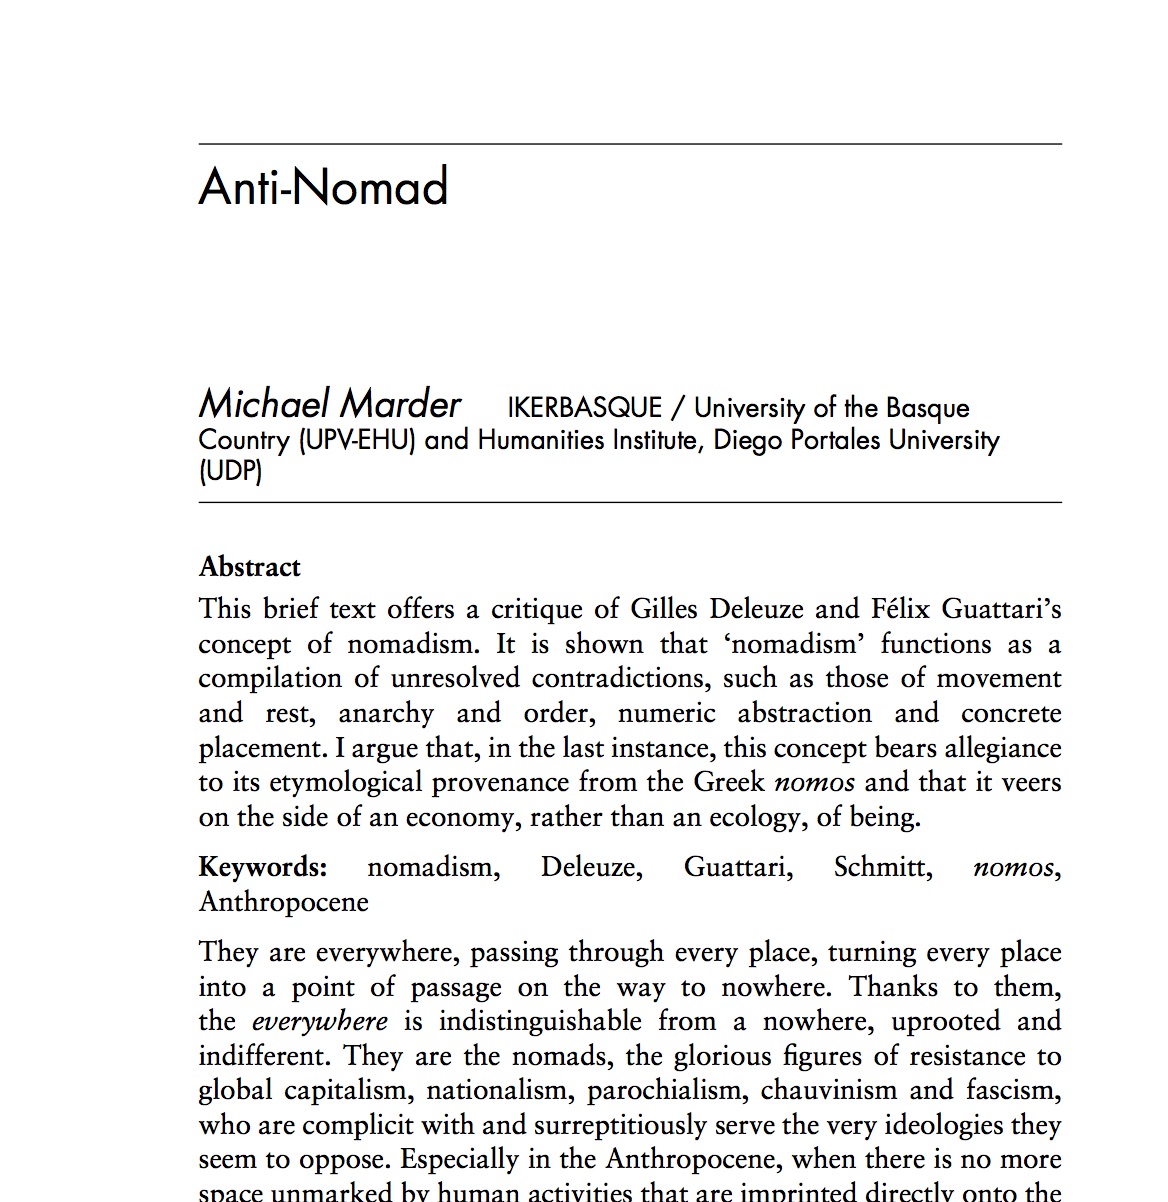 Anti-Nomad
Michael Marder IKERBASQUE / University of the Basque
Country (UPV-EHU) and Humanities Institute, Diego Portales University
(UDP)
Abstract
This brief text offers a critique of Gilles Deleuze and Félix Guattari’s
concept of nomadism. It is shown that ‘nomadism’ functions as a
compilation of unresolved contradictions, such as those of movement
and rest, anarchy and order, numeric abstraction and concrete
placement. I argue that, in the last instance, this concept bears allegiance
to its etymological provenance from the Greek nomos and that it veers
on the side of an economy, rather than an ecology, of being.
Keywords: nomadism, Deleuze, Guattari, Schmitt, nomos,
Anthropocene
They are everywhere, passing through every place, turning every place
into a point of passage on the way to nowhere. Thanks to them,
the everywhere is indistinguishable from a nowhere, uprooted and
indifferent. They are the nomads, the glorious figures of resistance to
global capitalism, nationalism, parochialism, chauvinism and fascism,
who are complicit with and surreptitiously serve the very ideologies they
seem to oppose. Especially in the Anthropocene, when there is no more
space unmarked by human activities that are imprinted directly onto the